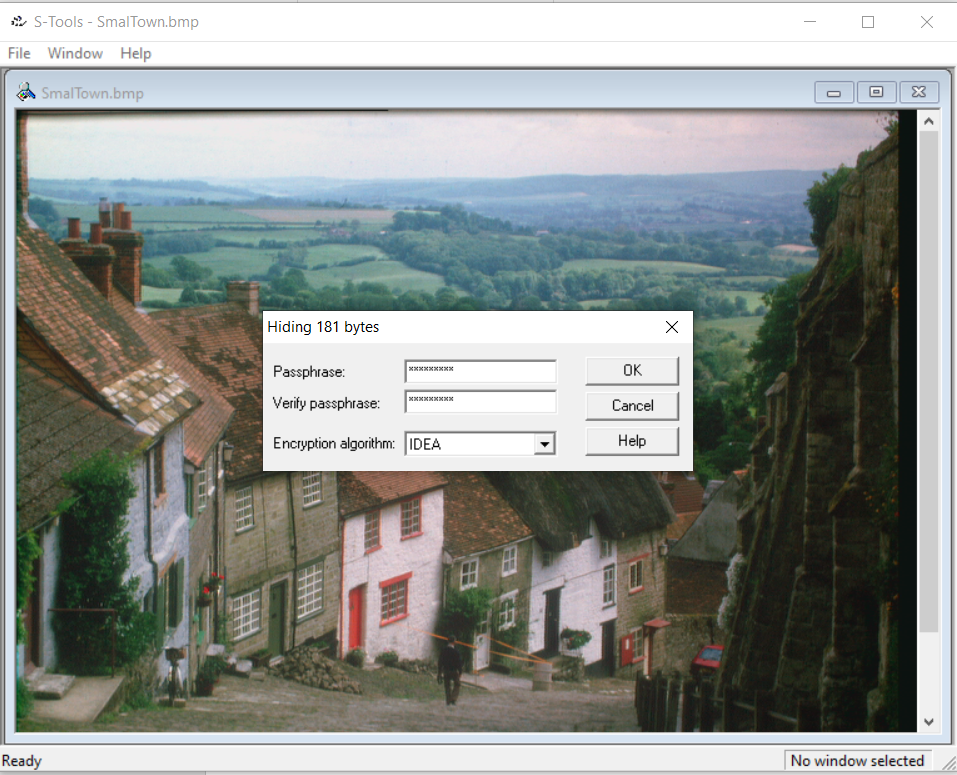 S-Tools - SmalTown.bmp
File Window Help
SmalTown.bmp
Hiding 181 bytes
Passphrase: *********
OK
Verify passphrase: *********
Cancel
Encryption algorithm: IDEA
Help
Ready
No window selected